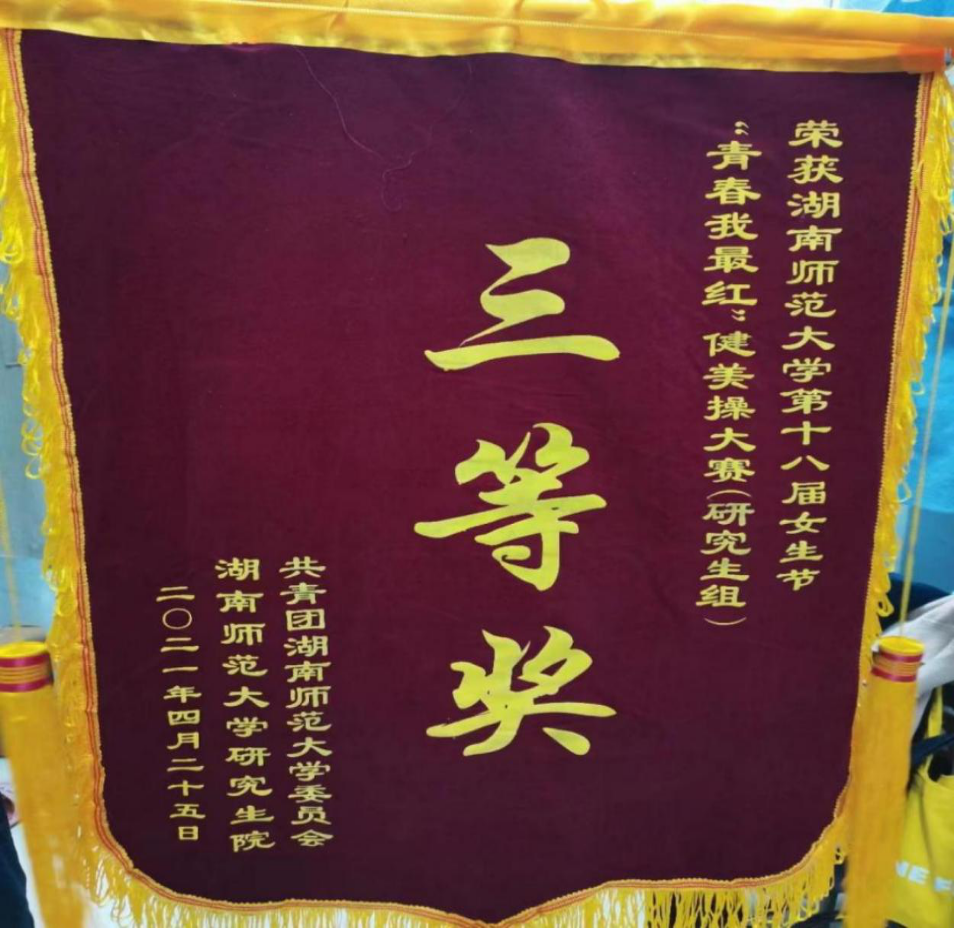 荣获湖南师范大学第十八届女生节
“青春我最红”健美操大赛(研究生组)
三等奖
共青团湖南师范大学委员会
湖南师范大学研究生院
二〇二一年四月二十五日